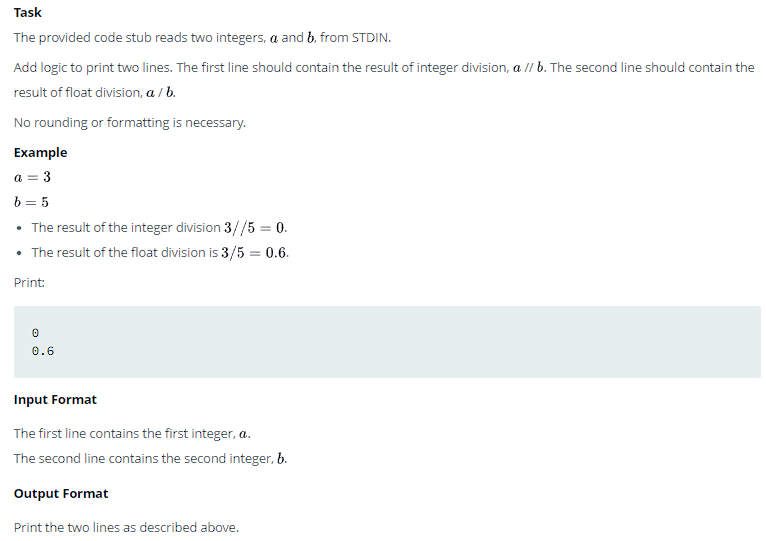 Task
The provided code stub reads two integers, a and b, from STDIN.
Add logic to print two lines. The first line should contain the result of integer division, a // b. The second line should contain the
result of float division, a / b.
No rounding or formatting is necessary.
Example
a = 3
b = 5
• The result of the integer division 3//5 = 0.
• The result of the float division is 3/5 = 0.6.
Print:
0
0.6
Input Format
The first line contains the first integer, a.
The second line contains the second integer, b.
Output Format
Print the two lines as described above.